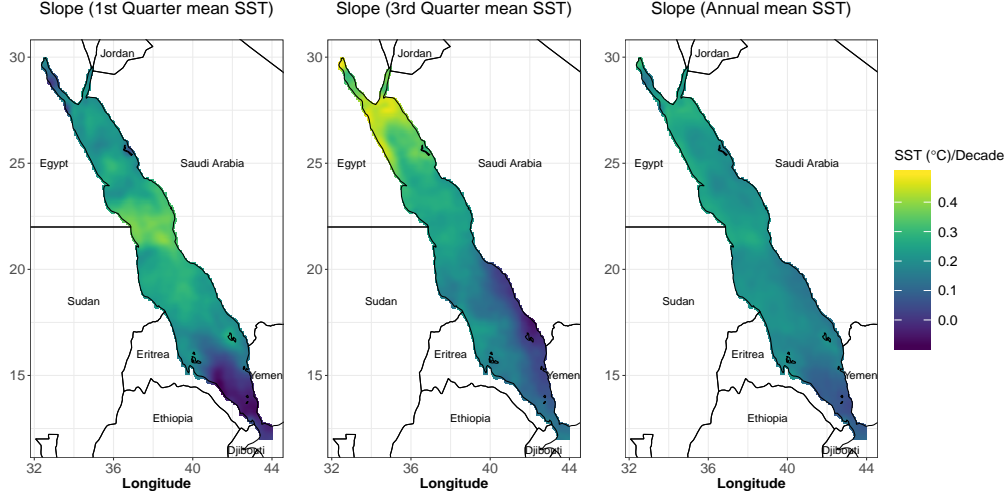 Slope (1st Quarter mean SST)
Slope (3rd Quarter mean SST)
Slope (Annual mean SST)
30
25
20
15
32
36
40
44
Longitude
Jordan
Egypt
Saudi Arabia
Sudan
Eritrea
Yemen
Ethiopia
Djibouti
30
25
20
15
32
36
40
44
Longitude
Jordan
Egypt
Saudi Arabia
Sudan
Eritrea
Yemen
Ethiopia
Djibouti
30
25
20
15
32
36
40
44
Longitude
Jordan
Egypt
Saudi Arabia
Sudan
Eritrea
Yemen
Ethiopia
Djibouti
SST (°C)/Decade
0.4
0.3
0.2
0.1
0.0